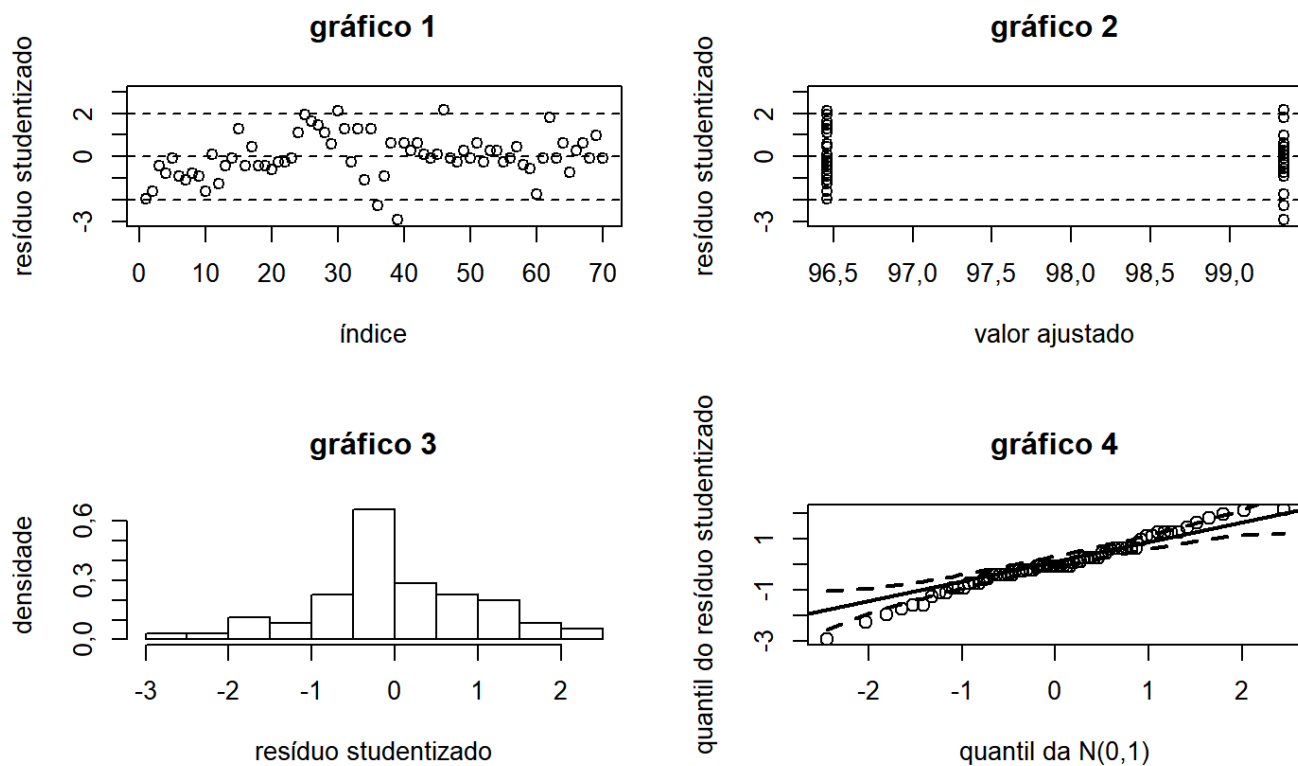 gráfico 1
resíduo studentizado
-3 0 2
0 10 20 30 40 50 60 70
índice
gráfico 2
resíduo studentizado
-3 0 2
96,5 97,0 97,5 98,0 98,5 99,0
valor ajustado
gráfico 3
densidade
0,0 0,3 0,6
-3 -2 -1 0 1 2
resíduo studentizado
gráfico 4
quantil do resíduo studentizado
-3 -1 1
-2 -1 0 1 2
quantil da N(0,1)